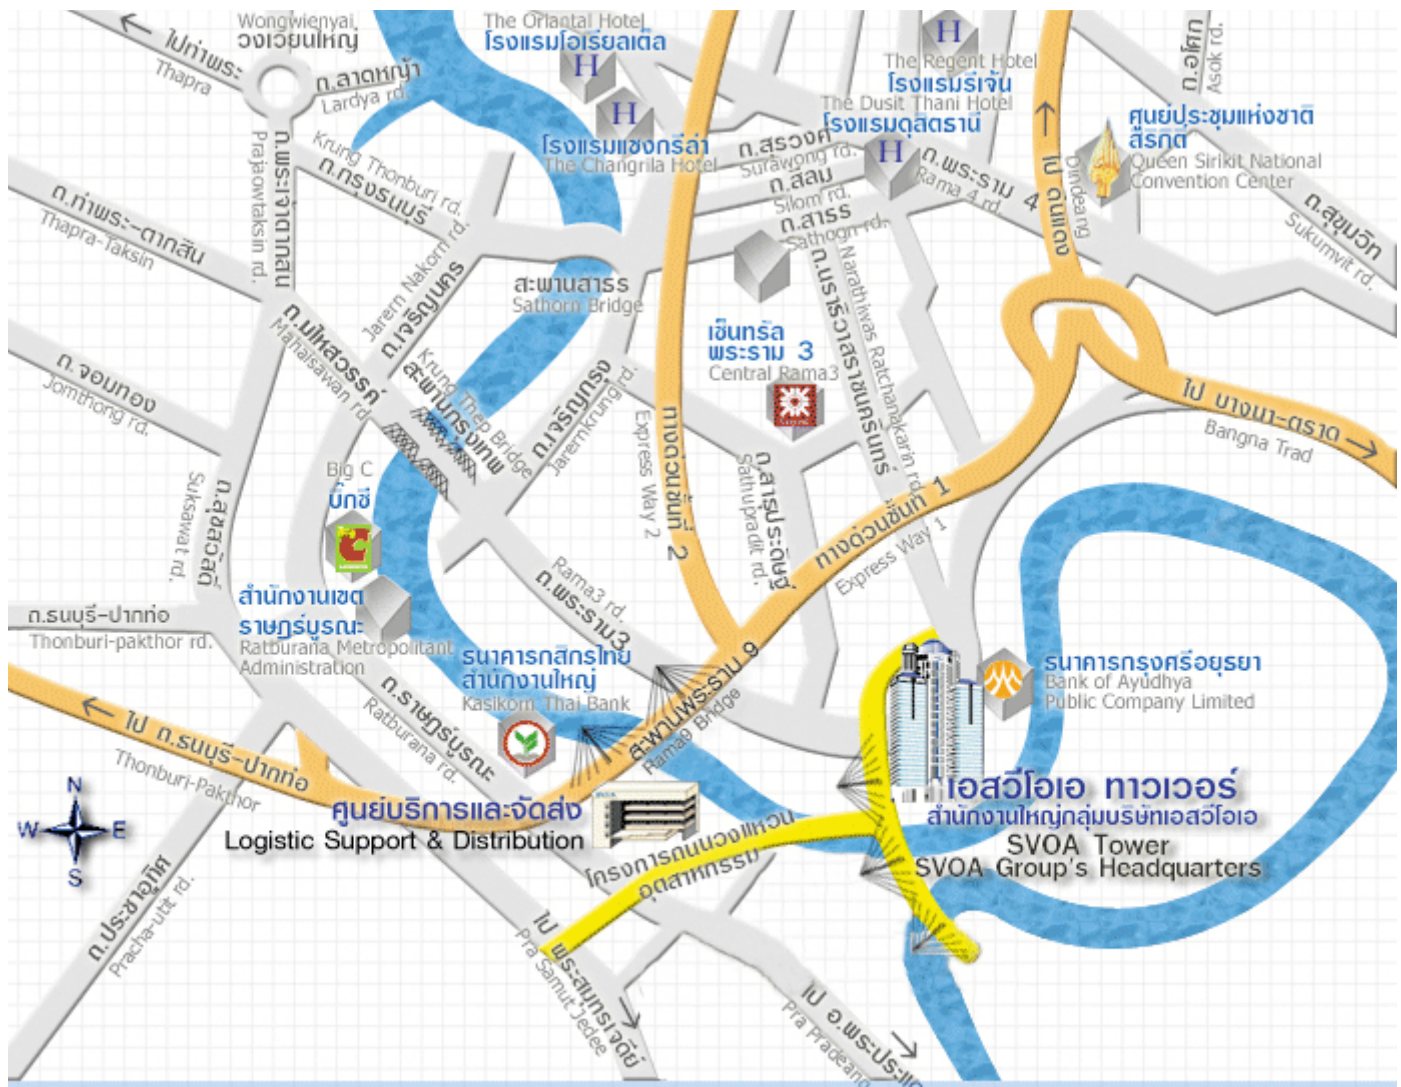 Wongwienyai,
วงเวียนใหญ่
ไปท่าพระ
Thapra
ถ.ลาดหญ้า
Lardya rd.
The Oriantal Hotel
โรงแรมโอเรียลเต็ล
H
H
โรงแรมแชงกรีล่า
The Changrila Hotel
H
The Regent Hotel
โรงแรมรีเจ้น
The Dusit Thani Hotel
โรงแรมดุสิตธานี
H
ถ.อโศก
Asok rd.
ศูนย์ประชุมแห่งชาติ
สิริกิติ์
Queen Sirikit National
Convention Center
ถ.พระเจ้าตากสิน
Prajaowtaksin rd.
Krung Thonburi rd.
ถ.กรุงธนบุรี
ถ.สุรวงศ์
Surawong rd.
ถ.สีลม
Silom rd.
ถ.สาธร
Sathogn rd.
ถ.พระราม 4
Rama 4 rd.
ไป ดินแดง
Dindeang
ถ.สุขุมวิท
Sukumvit rd.
ถ.ท่าพระ-ตากสิน
Thapra-Taksin
Jarern Nakorn rd.
ถ.เจริญนคร
สะพานสาธร
Sathorn Bridge
ถ.นราธิวาสราชนครินทร์
Narathiwas Ratchanakarin rd.
ถ.มไหสวรรค์
Mahaisawan rd.
เซ็นทรัล
พระราม 3
Central Rama3
ถ.จอมทอง
Jomthong rd.
Krung Thep Bridge
สะพานกรุงเทพ
ถ.เจริญกรุง
Jarernkrung rd.
ทางด่วนขั้นที่ 2
Express Way 2
ไป บางนา-ตราด
Bangna Trad
ถ.สุขสวัสดิ์
Suksawat rd.
Big C
บิ๊กซี
ถ.สาธุประดิษฐ์
Sathupradit rd.
ทางด่วนขั้นที่ 1
Express Way 1
Rama3 rd.
ถ.พระราม3
ถ.ธนบุรี-ปากท่อ
Thonburi-pakthor rd.
สำนักงานเขต
ราษฎร์บูรณะ
Ratburana Metropolitant
Administration
ธนาคารกสิกรไทย
สำนักงานใหญ่
Kasikorn Thai Bank
สะพานพระราม 9
Rama9 Bridge
ธนาคารกรุงศรีอยุธยา
Bank of Ayudhya
Public Company Limited
ถ.ราษฎร์บูรณะ
Ratburana rd.
ไป ถ.ธนบุรี-ปากท่อ
Thonburi-Pakthor
N
W
E
S
ศูนย์บริการและจัดส่ง
Logistic Support & Distribution
เอสวีโอเอ ทาวเวอร์
สำนักงานใหญ่กลุ่มบริษัทเอสวีโอเอ
SVOA Tower
SVOA Group's Headquarters
โครงการถนนวงแหวน
อุตสาหกรรม
ถ.ประชาอุทิศ
Pracha-utit rd.
ไป พระสมุทรเจดีย์
Pra Samut Jedee
ไป อ.พระประแดง
Pra Pradeang